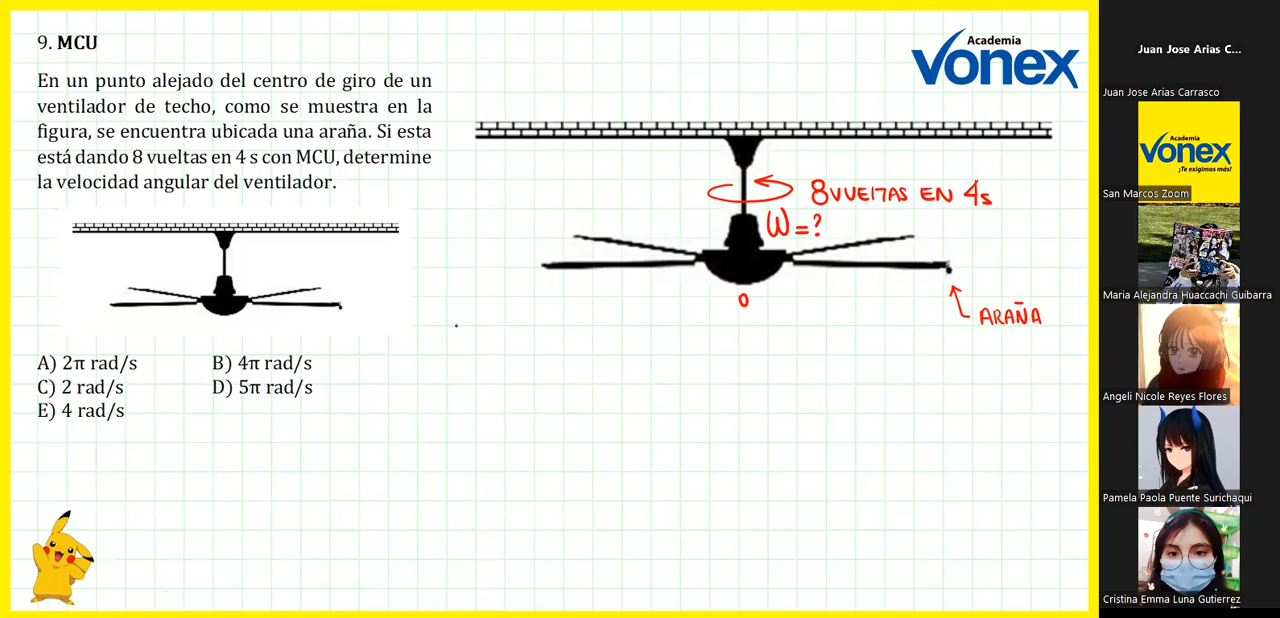 9. MCU
En un punto alejado del centro de giro de un
ventilador de techo, como se muestra en la
figura, se encuentra ubicada una araña. Si esta
está dando 8 vueltas en 4 s con MCU, determine
la velocidad angular del ventilador.
A) 2π rad/s B) 4π rad/s
C) 2 rad/s D) 5π rad/s
E) 4 rad/s
Academia
Vonex
8 VUELTAS EN 4s
ω = ?
O
ARAÑA
Juan Jose Arias C...
Juan Jose Arias Carrasco
Academia
Vonex
¡Te exigimos más!
San Marcos Zoom
Maria Alejandra Huaccachi Guibarra
Angeli Nicole Reyes Flores
Pamela Paola Puente Surichaqui
Cristina Emma Luna Gutierrez